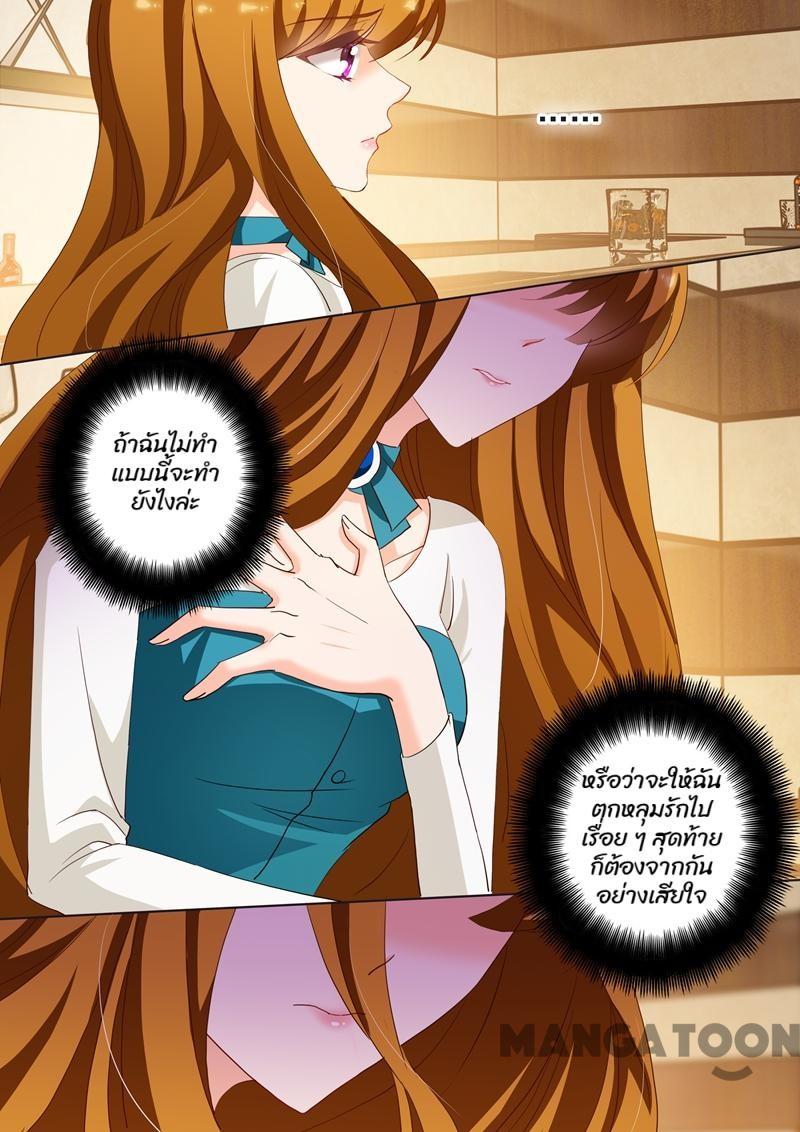 ......
ถ้าฉันไม่ทำ
แบบนี้จะทำ
ยังไงล่ะ
หรือว่าจะให้ฉัน
ตกหลุมรักไป
เรื่อย ๆ สุดท้าย
ก็ต้องจากกัน
อย่างเสียใจ
MANGATOON